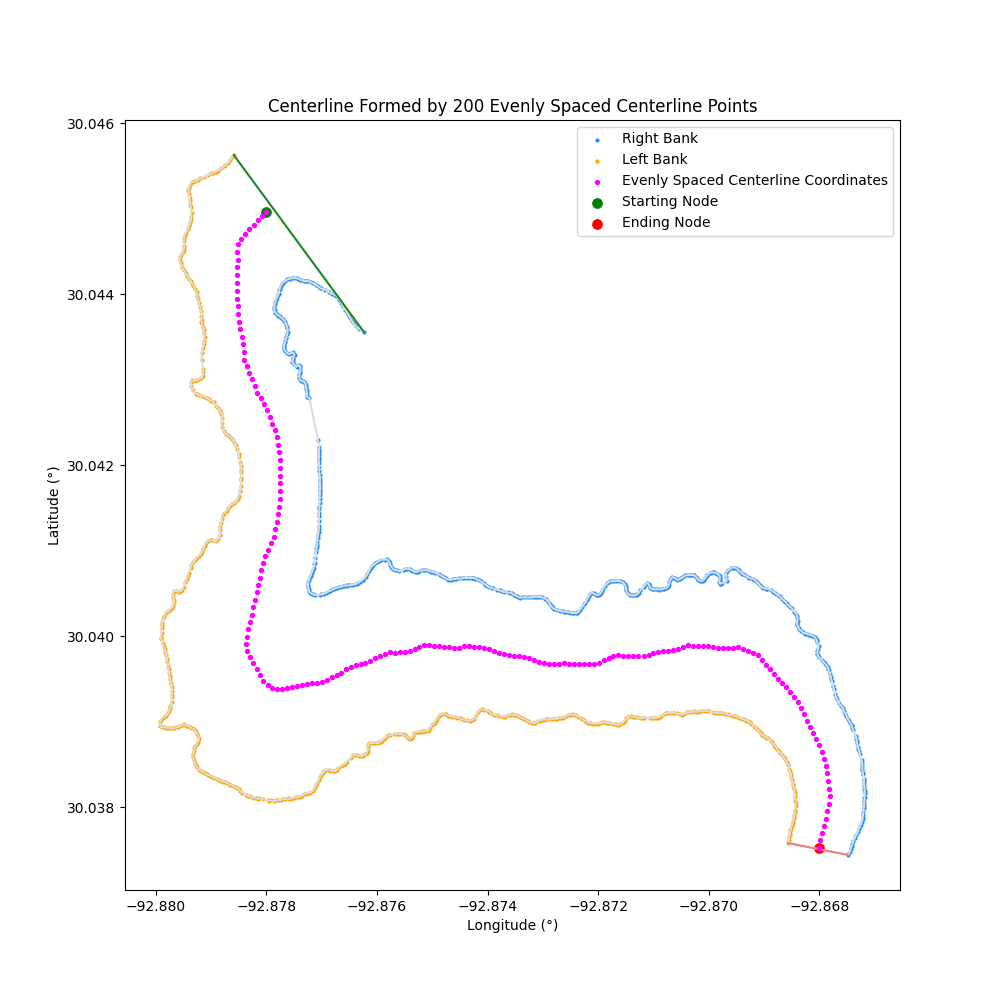 Centerline Formed by 200 Evenly Spaced Centerline Points
30.046
30.044
30.042
30.040
30.038
Latitude (°)
Right Bank
Left Bank
Evenly Spaced Centerline Coordinates
Starting Node
Ending Node
−92.880 −92.878 −92.876 −92.874 −92.872 −92.870 −92.868
Longitude (°)